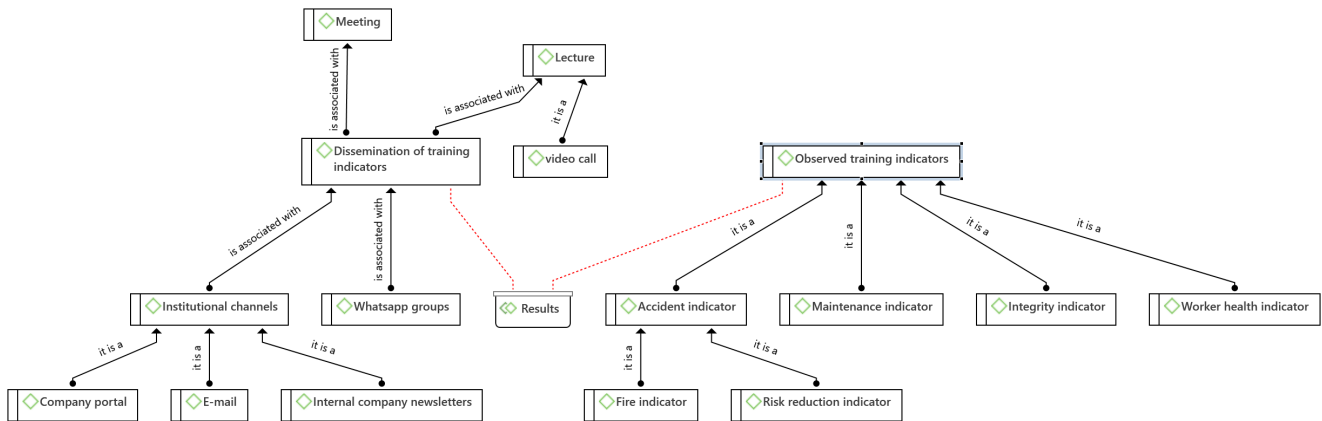 Meeting
Lecture
is associated with
is associated with
it is a
Dissemination of training
indicators
video call
Observed training indicators
is associated with
is associated with
it is a
it is a
it is a
it is a
Institutional channels
Whatsapp groups
Results
Accident indicator
Maintenance indicator
Integrity indicator
Worker health indicator
it is a
it is a
it is a
it is a
it is a
Company portal
E-mail
Internal company newsletters
Fire indicator
Risk reduction indicator